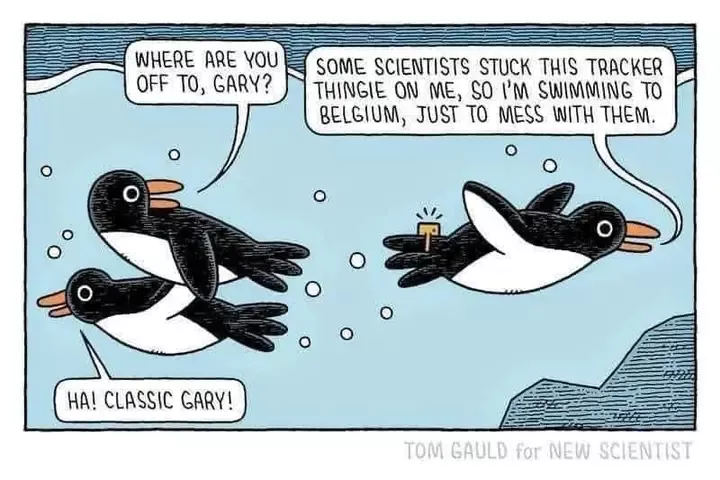 WHERE ARE YOU
OFF TO, GARY?
SOME SCIENTISTS STUCK THIS TRACKER
THINGIE ON ME, SO I'M SWIMMING TO
BELGIUM, JUST TO MESS WITH THEM.
HA! CLASSIC GARY!
TOM GAULD for NEW SCIENTIST